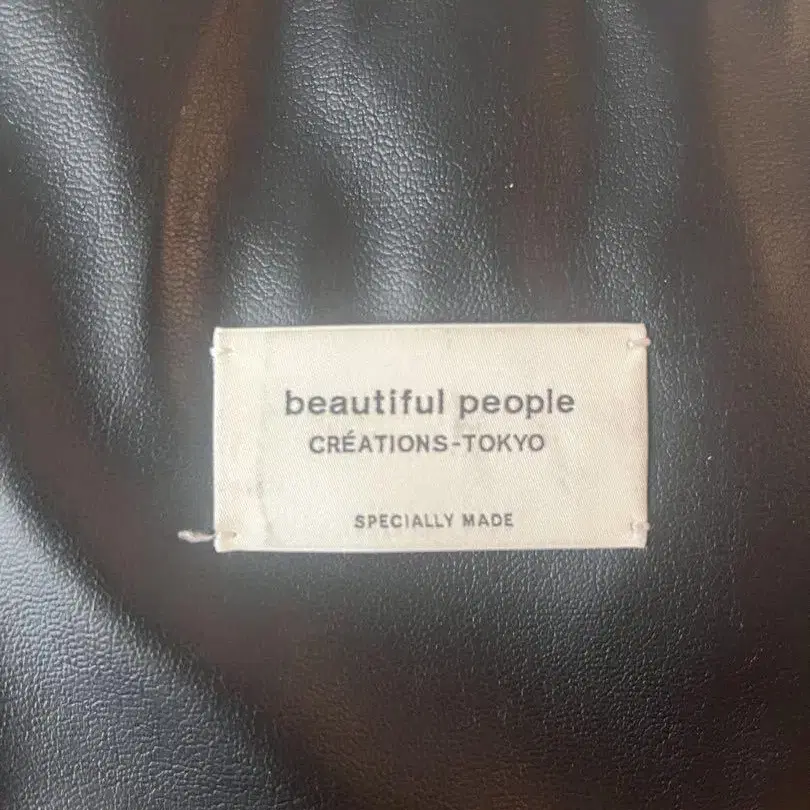 beautiful people
CRÉATIONS-TOKYO
SPECIALLY MADE